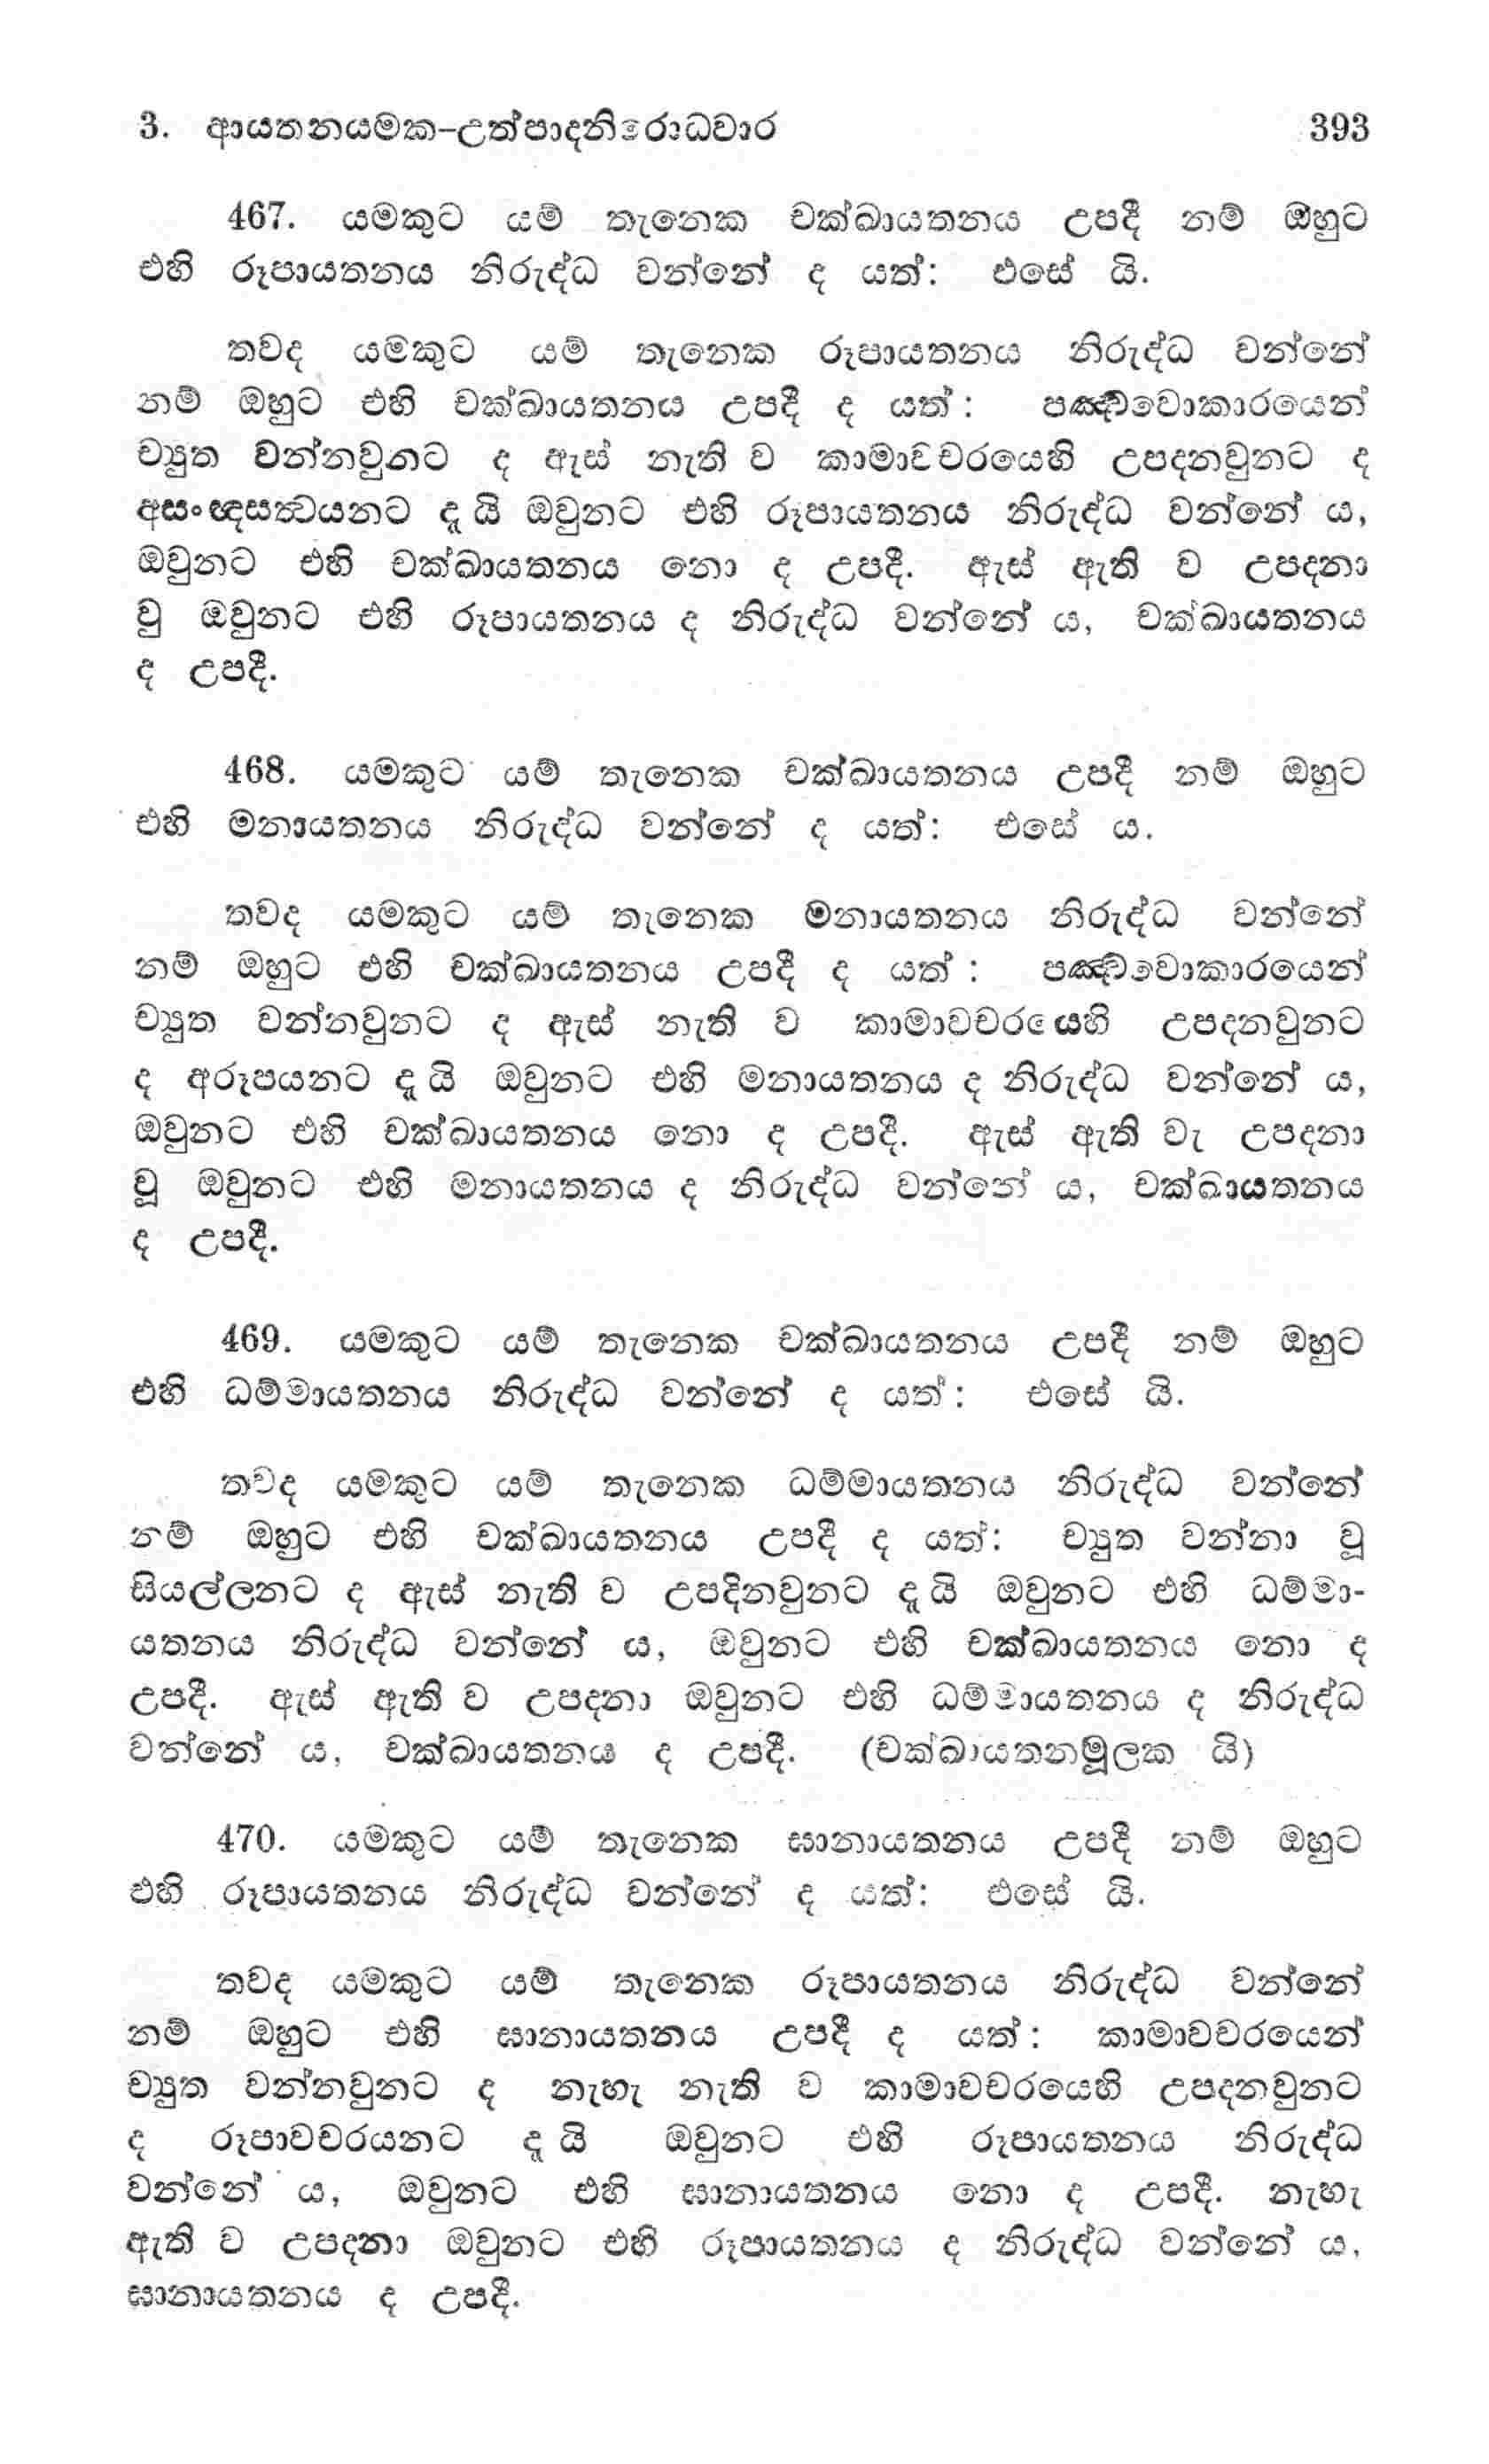 3. ආයතනයමක-උත්පාදනිරොධවාර 393
467. යමකුට යම් තැනෙක චක්ඛායතනය උපදී නම් ඔහුට
එහි රූපායතනය නිරුද්ධ වන්නේ ද යත්: එසේ යි.
තවද යමකුට යම් තැනෙක රූපායතනය නිරුද්ධ වන්නේ
නම් ඔහුට එහි චක්ඛායතනය උපදී ද යත්: පඤ්චවොකාරයෙන්
ච්‍යුත වන්නවුනට ද ඇස් නැති ව කාමාවචරයෙහි උපදනවුනට ද
අසංඥසත්‍වයනට දැ යි ඔවුනට එහි රූපායතනය නිරුද්ධ වන්නේ ය,
ඔවුනට එහි චක්ඛායතනය නො ද උපදී. ඇස් ඇති ව උපදනා
වු ඔවුනට එහි රූපායතනය ද නිරුද්ධ වන්නේ ය, චක්ඛායතනය
ද උපදී.
468. යමකුට යම් තැනෙක චක්ඛායතනය උපදී නම් ඔහුට
එහි මනායතනය නිරුද්ධ වන්නේ ද යත්: එසේ ය.
තවද යමකුට යම් තැනෙක මනායතනය නිරුද්ධ වන්නේ
නම් ඔහුට එහි චක්ඛායතනය උපදී ද යත්: පඤ්චවොකාරයෙන්
ච්‍යුත වන්නවුනට ද ඇස් නැති ව කාමාවචරයෙහි උපදනවුනට
ද අරූපයනට දැ යි ඔවුනට එහි මනායතනය ද නිරුද්ධ වන්නේ ය,
ඔවුනට එහි චක්ඛායතනය නො ද උපදී. ඇස් ඇති වැ උපදනා
වූ ඔවුනට එහි මනායතනය ද නිරුද්ධ වන්නේ ය, චක්ඛායතනය
ද උපදී.
469. යමකුට යම් තැනෙක චක්ඛායතනය උපදී නම් ඔහුට
එහි ධම්මායතනය නිරුද්ධ වන්නේ ද යත්: එසේ යි.
තවද යමකුට යම් තැනෙක ධම්මායතනය නිරුද්ධ වන්නේ
නම් ඔහුට එහි චක්ඛායතනය උපදී ද යත්: ච්‍යුත වන්නා වූ
සියල්ලනට ද ඇස් නැති ව උපදිනවුනට දැ යි ඔවුනට එහි ධම්මා-
යතනය නිරුද්ධ වන්නේ ය, ඔවුනට එහි චක්ඛායතනය නො ද
උපදී. ඇස් ඇති ව උපදනා ඔවුනට එහි ධම්මායතනය ද නිරුද්ධ
වන්නේ ය, චක්ඛායතනය ද උපදී. (චක්ඛායතනමූලක යි)
470. යමකුට යම් තැනෙක ඝානායතනය උපදී නම් ඔහුට
එහි රූපායතනය නිරුද්ධ වන්නේ ද යත්: එසේ යි.
තවද යමකුට යම් තැනෙක රූපායතනය නිරුද්ධ වන්නේ
නම් ඔහුට එහි ඝානායතනය උපදී ද යත්: කාමාවචරයෙන්
ච්‍යුත වන්නවුනට ද නැහැ නැති ව කාමාවචරයෙහි උපදනවුනට
ද රූපාවචරයනට දැ යි ඔවුනට එහි රූපායතනය නිරුද්ධ
වන්නේ ය, ඔවුනට එහි ඝානායතනය නො ද උපදී. නැහැ
ඇති ව උපදනා ඔවුනට එහි රූපායතනය ද නිරුද්ධ වන්නේ ය,
ඝානායතනය ද උපදී.